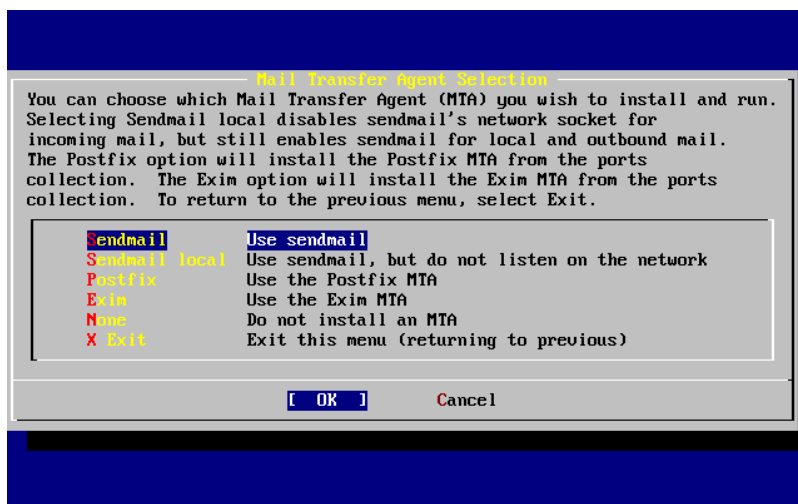 Mail Transfer Agent Selection
You can choose which Mail Transfer Agent (MTA) you wish to install and run.
Selecting Sendmail local disables sendmail's network socket for
incoming mail, but still enables sendmail for local and outbound mail.
The Postfix option will install the Postfix MTA from the ports
collection.  The Exim option will install the Exim MTA from the ports
collection.  To return to the previous menu, select Exit.
Sendmail Use sendmail
Sendmail local Use sendmail, but do not listen on the network
Postfix Use the Postfix MTA
Exim Use the Exim MTA
None Do not install an MTA
X Exit Exit this menu (returning to previous)
[ OK ] Cancel